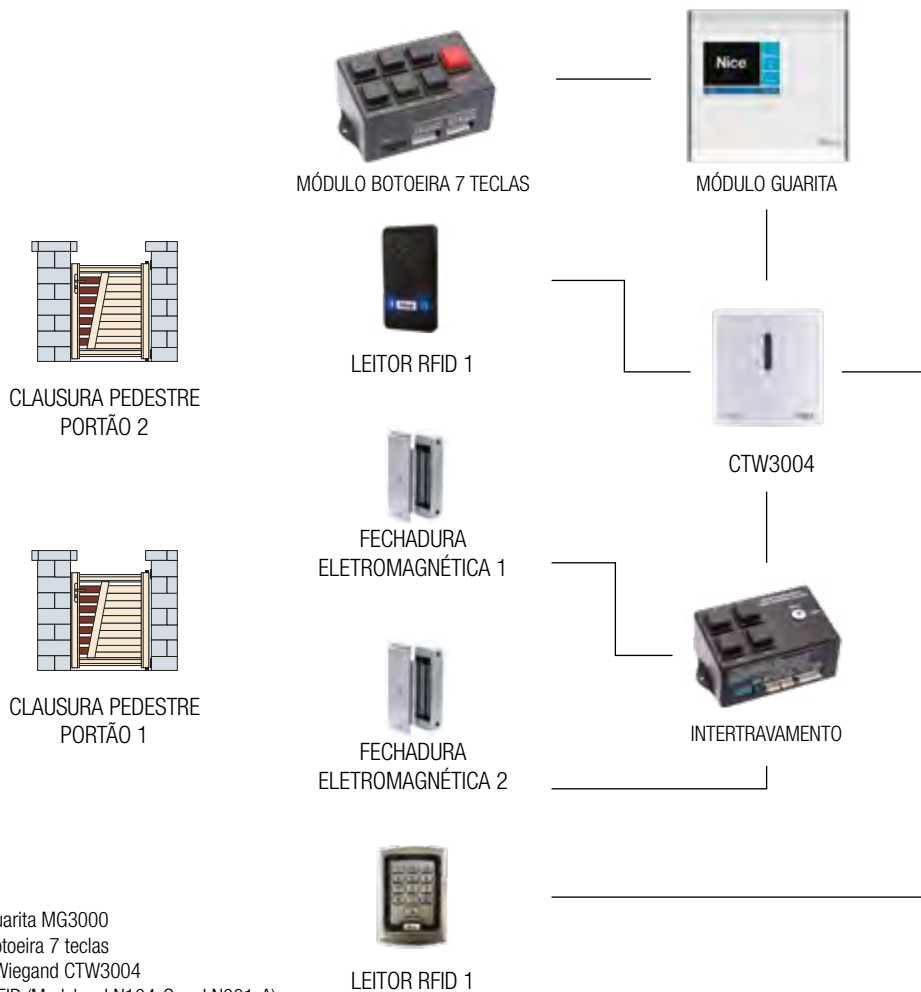 Nice
MÓDULO BOTOEIRA 7 TECLAS
MÓDULO GUARITA
LEITOR RFID 1
CLAUSURA PEDESTRE
PORTÃO 2
CTW3004
FECHADURA
ELETROMAGNÉTICA 1
CLAUSURA PEDESTRE
PORTÃO 1
INTERTRAVAMENTO
FECHADURA
ELETROMAGNÉTICA 2
uarita MG3000
otoeira 7 teclas
Wiegand CTW3004
LEITOR RFID 1